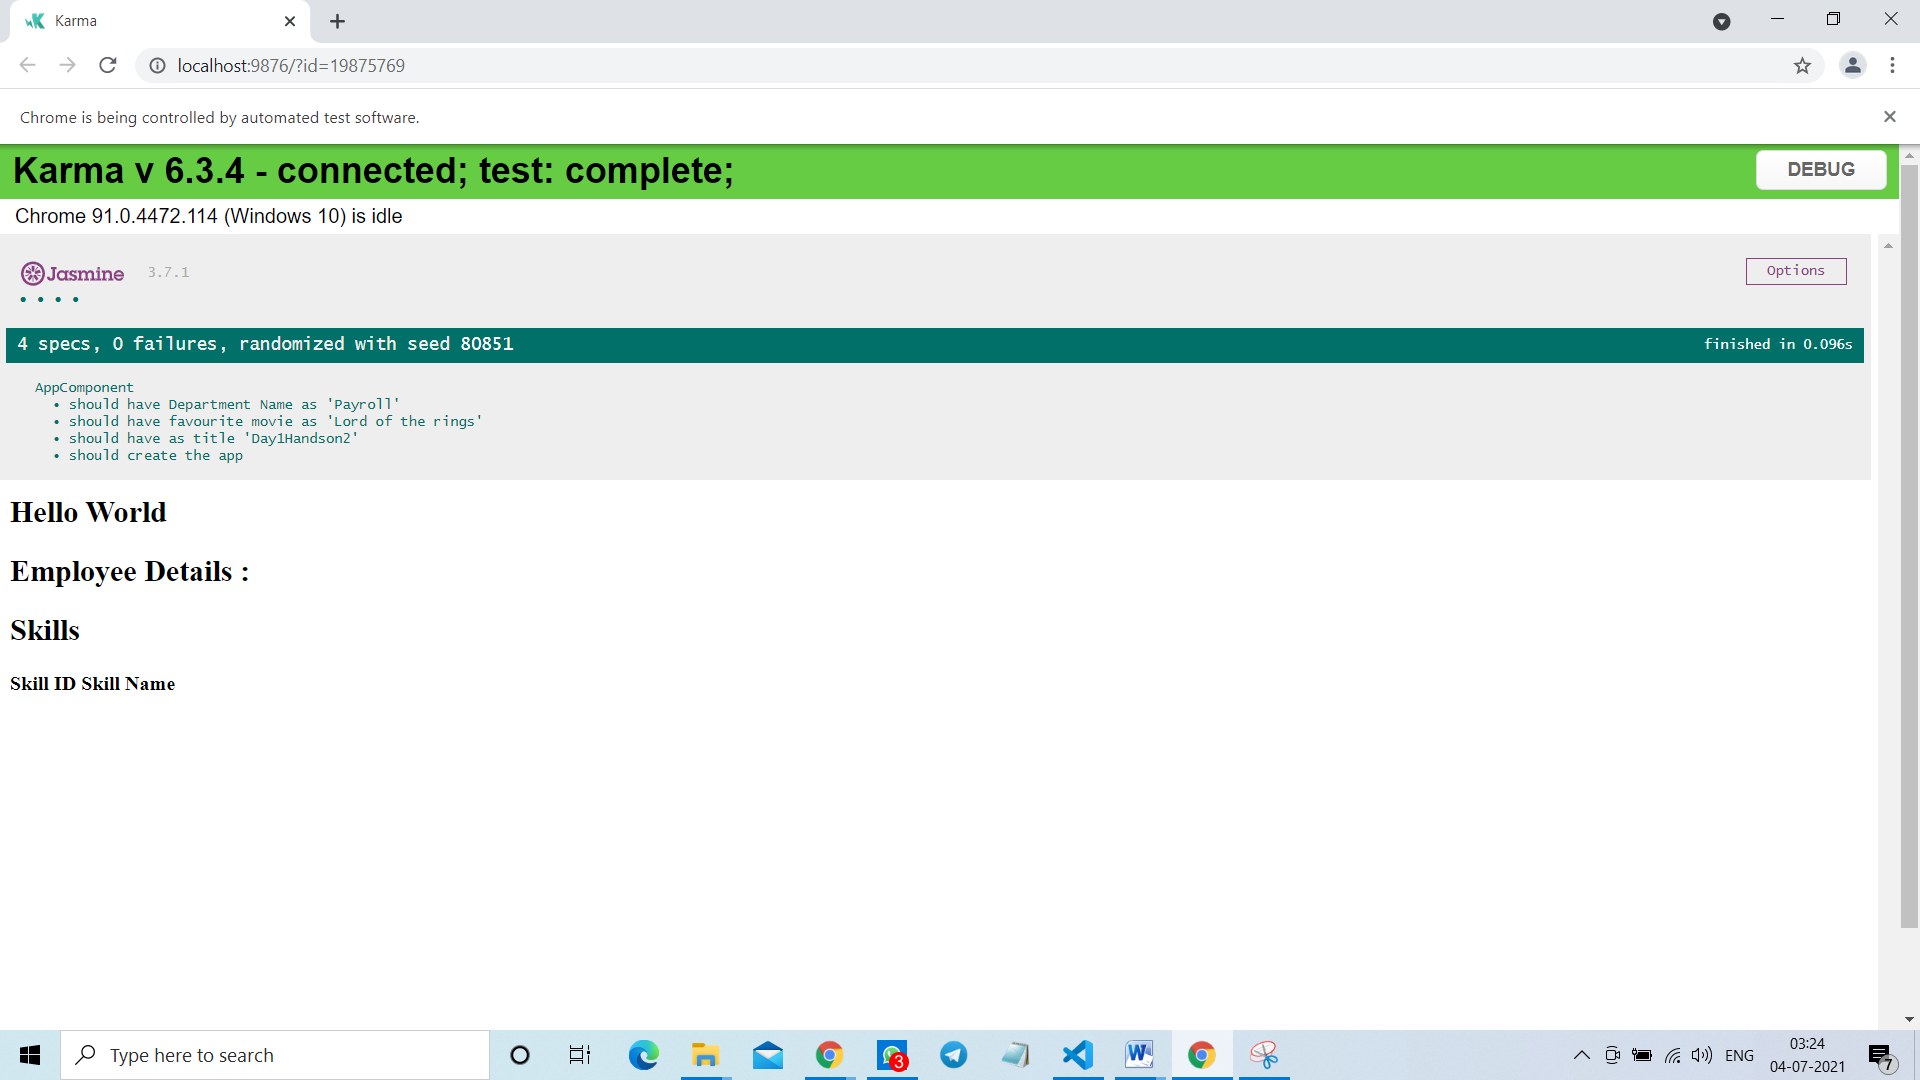 Karma
localhost:9876/?id=19875769
Chrome is being controlled by automated test software.
Karma v 6.3.4 - connected; test: complete;
DEBUG
Chrome 91.0.4472.114 (Windows 10) is idle
Jasmine 3.7.1
Options
4 specs, 0 failures, randomized with seed 80851
finished in 0.096s
AppComponent
• should have Department Name as 'Payroll'
• should have favourite movie as 'Lord of the rings'
• should have as title 'Day1Handson2'
• should create the app
Hello World
Employee Details :
Skills
Skill ID Skill Name
Type here to search
3
W
ENG
03:24
04-07-2021
7